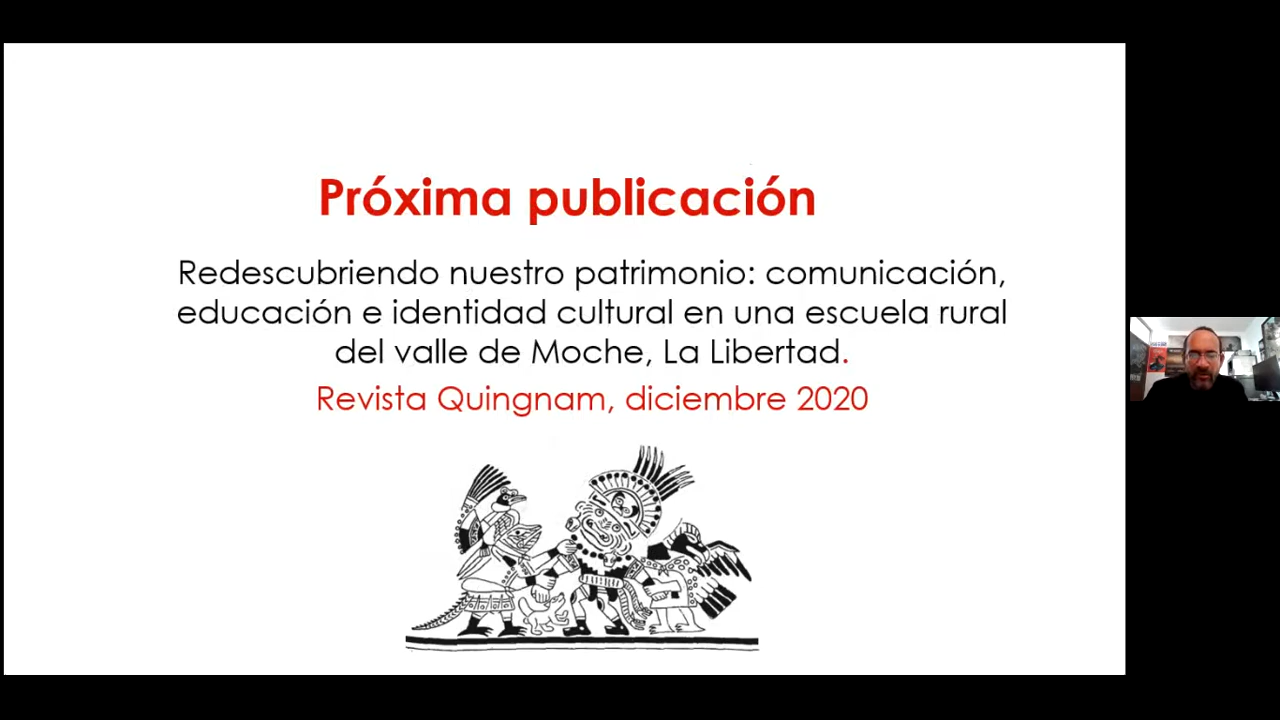 Próxima publicación
Redescubriendo nuestro patrimonio: comunicación,
educación e identidad cultural en una escuela rural
del valle de Moche, La Libertad.
Revista Quingnam, diciembre 2020